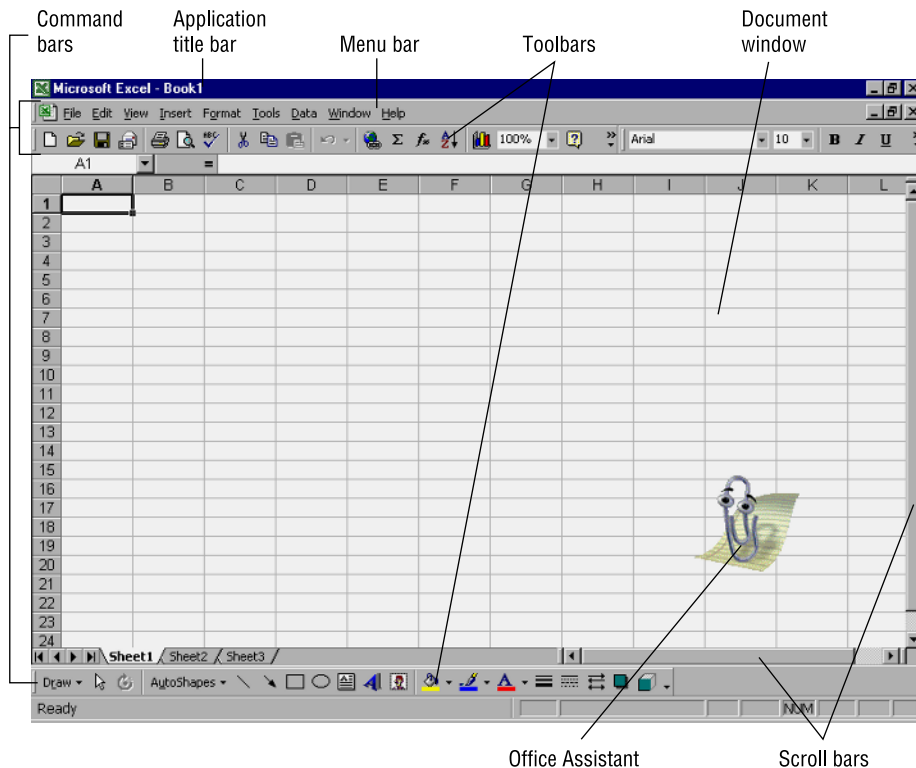 Command bars
Application title bar
Menu bar
Toolbars
Document window
Microsoft Excel - Book1
File Edit View Insert Format Tools Data Window Help
ABC Σ fx A Z 100% ? » Arial 10 B I U
A1 =
A B C D E F G H I J K L
1
2
3
4
5
6
7
8
9
10
11
12
13
14
15
16
17
18
19
20
21
22
23
24
Sheet1 Sheet2 Sheet3
Draw AutoShapes A A
Ready NUM
Office Assistant
Scroll bars